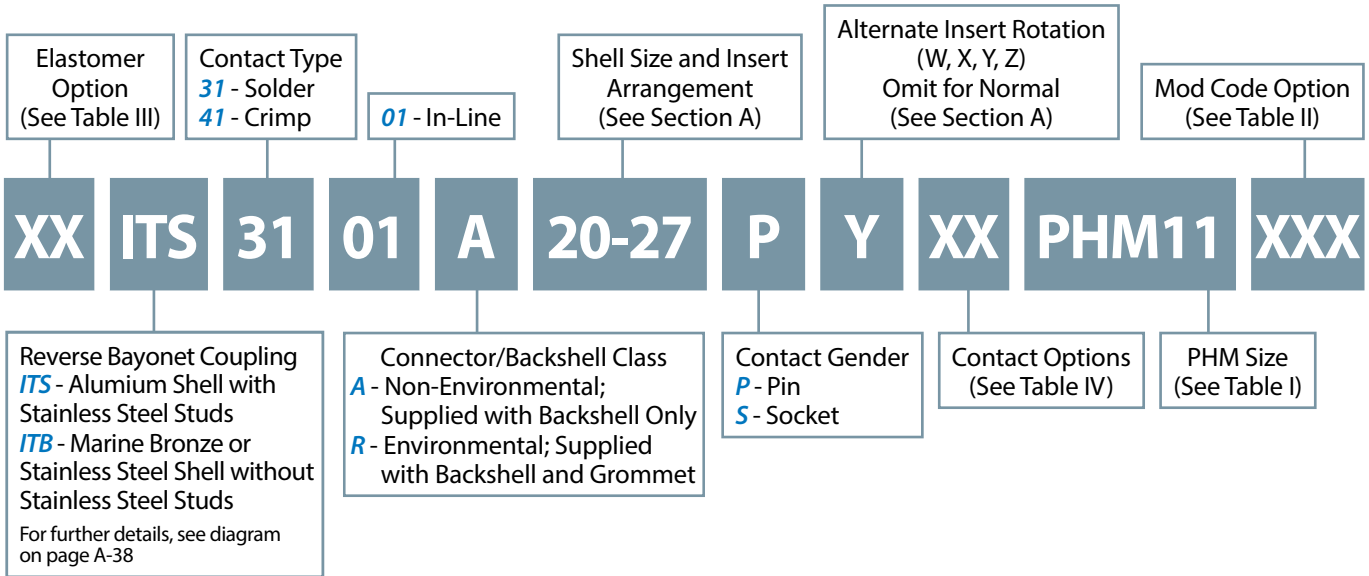 Elastomer
Option
(See Table III)
Contact Type
31 - Solder
41 - Crimp
01 - In-Line
Shell Size and Insert
Arrangement
(See Section A)
Alternate Insert Rotation
(W, X, Y, Z)
Omit for Normal
(See Section A)
Mod Code Option
(See Table II)
XX ITS 31 01 A 20-27 P Y XX PHM11 XXX
Reverse Bayonet Coupling
ITS - Alumium Shell with
Stainless Steel Studs
ITB - Marine Bronze or
Stainless Steel Shell without
Stainless Steel Studs
For further details, see diagram
on page A-38
Connector/Backshell Class
A - Non-Environmental;
Supplied with Backshell Only
R - Environmental; Supplied
with Backshell and Grommet
Contact Gender
P - Pin
S - Socket
Contact Options
(See Table IV)
PHM Size
(See Table I)